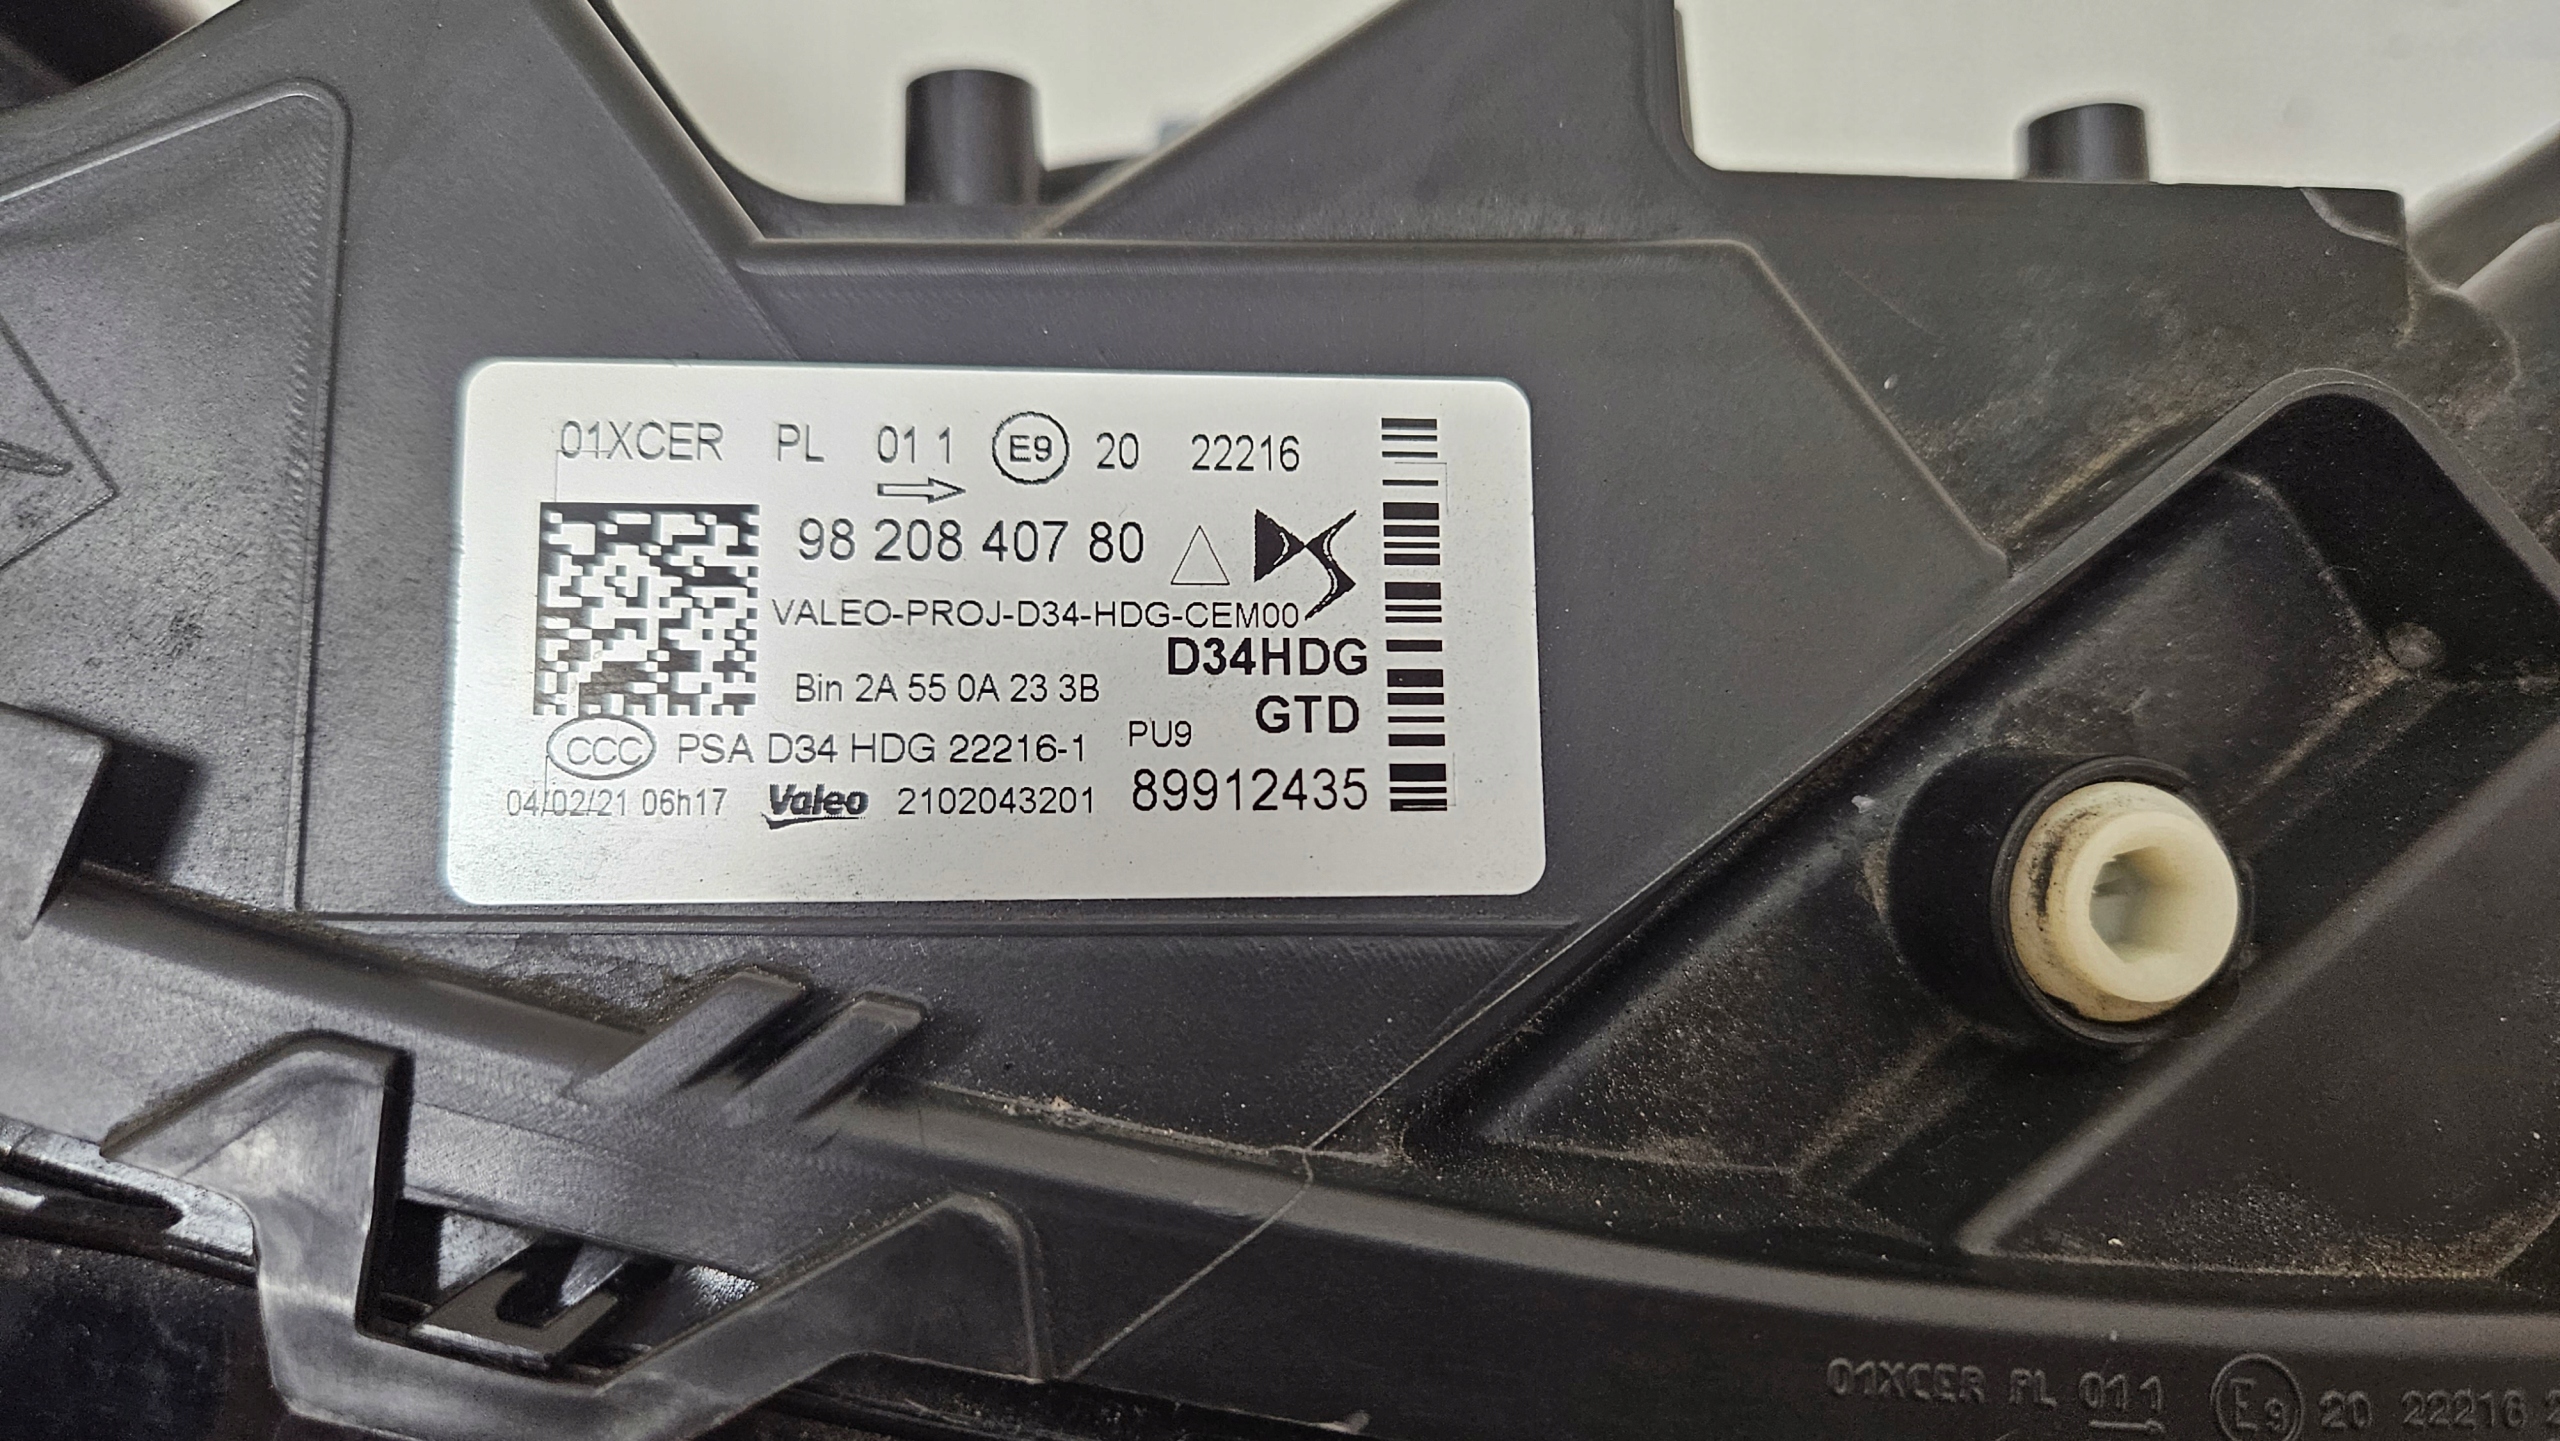 01XCER PL 01 1 E9 20 22216
98 208 407 80
VALEO-PROJ-D34-HDG-CEM00
D34HDG
Bin 2A 55 0A 23 3B
GTD
CCC PSA D34 HDG 22216-1 PU9
04/02/21 06h17 Valeo 2102043201 89912435
01XCER PL 01 1 E9 20 22216